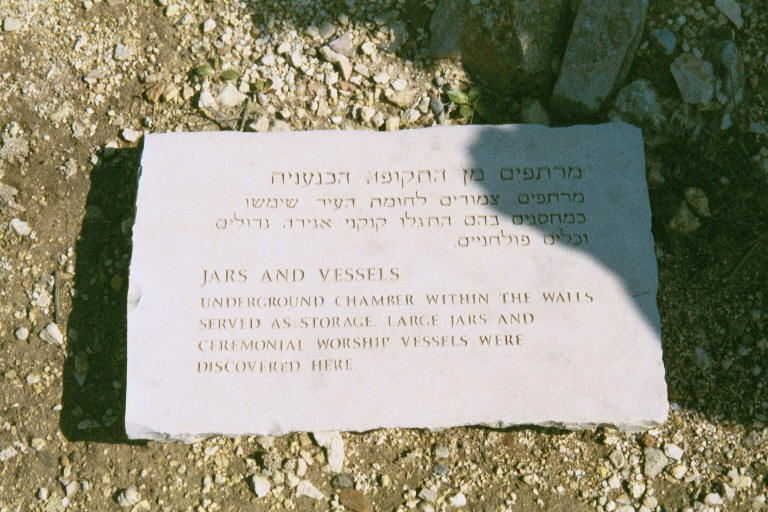 מרתפים מן התקופה הכנענית
מרתפים, צמודים לחומת העיר, שימשו
כמחסנים בהם התגלו קנקני אגירה גדולים
וכלים פולחניים.
JARS AND VESSELS
UNDERGROUND CHAMBER WITHIN THE WALLS
SERVED AS STORAGE. LARGE JARS AND
CEREMONIAL WORSHIP VESSELS WERE
DISCOVERED HERE.